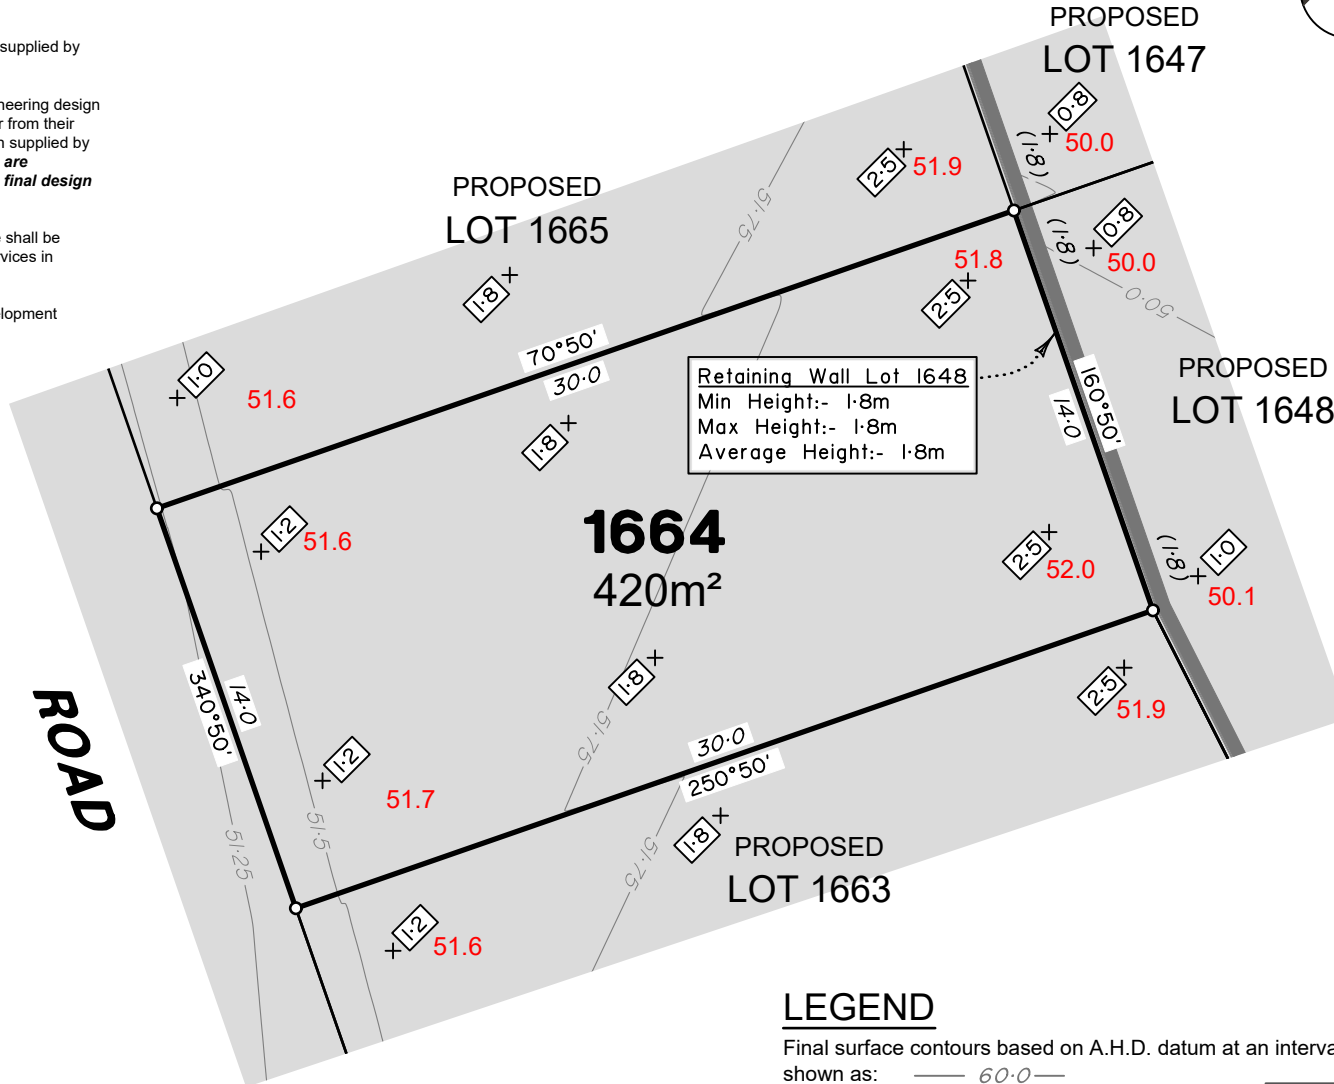 supplied by
neering design
r from their
n supplied by
are
final design
e shall be
vices in
elopment
PROPOSED
LOT 1647
0·8
50.0
(1·8)
2·5
51.9
PROPOSED
LOT 1665
51·75
0·8
50.0
(1·8)
51.8
2·5
1·8
50·0
70°50'
30·0
1·0
51.6
Retaining Wall Lot 1648
Min Height:- 1·8m
Max Height:- 1·8m
Average Height:- 1·8m
160°50'
14·0
PROPOSED
LOT 1648
1·8
1·2
51.6
1664
420m²
2·5
52.0
(1·8)
1·0
50.1
1·8
2·5
51.9
340°50'
14·0
ROAD
51·75
30·0
250°50'
1·2
51.7
51·25
51·5
1·8
PROPOSED
LOT 1663
51·75
1·2
51.6
LEGEND
Final surface contours based on A.H.D. datum at an interva
shown as: 60·0